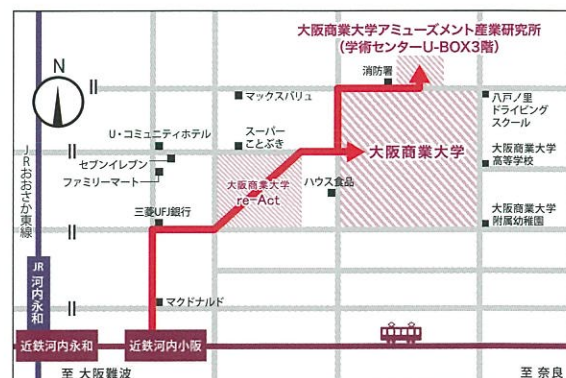 大阪商業大学アミューズメント産業研究所
(学術センターU-BOX3階)
N
消防署
マックスバリュ
八戸ノ里
ドライビング
スクール
U・コミュニティホテル
スーパー
ことぶき
セブンイレブン
ファミリーマート
大阪商業大学
大阪商業大学
高等学校
JRおおさか東線
大阪商業大学
re-Act
ハウス食品
三菱UFJ銀行
大阪商業大学
附属幼稚園
JR
河内永和
マクドナルド
近鉄河内永和
近鉄河内小阪
至 大阪難波
至 奈良